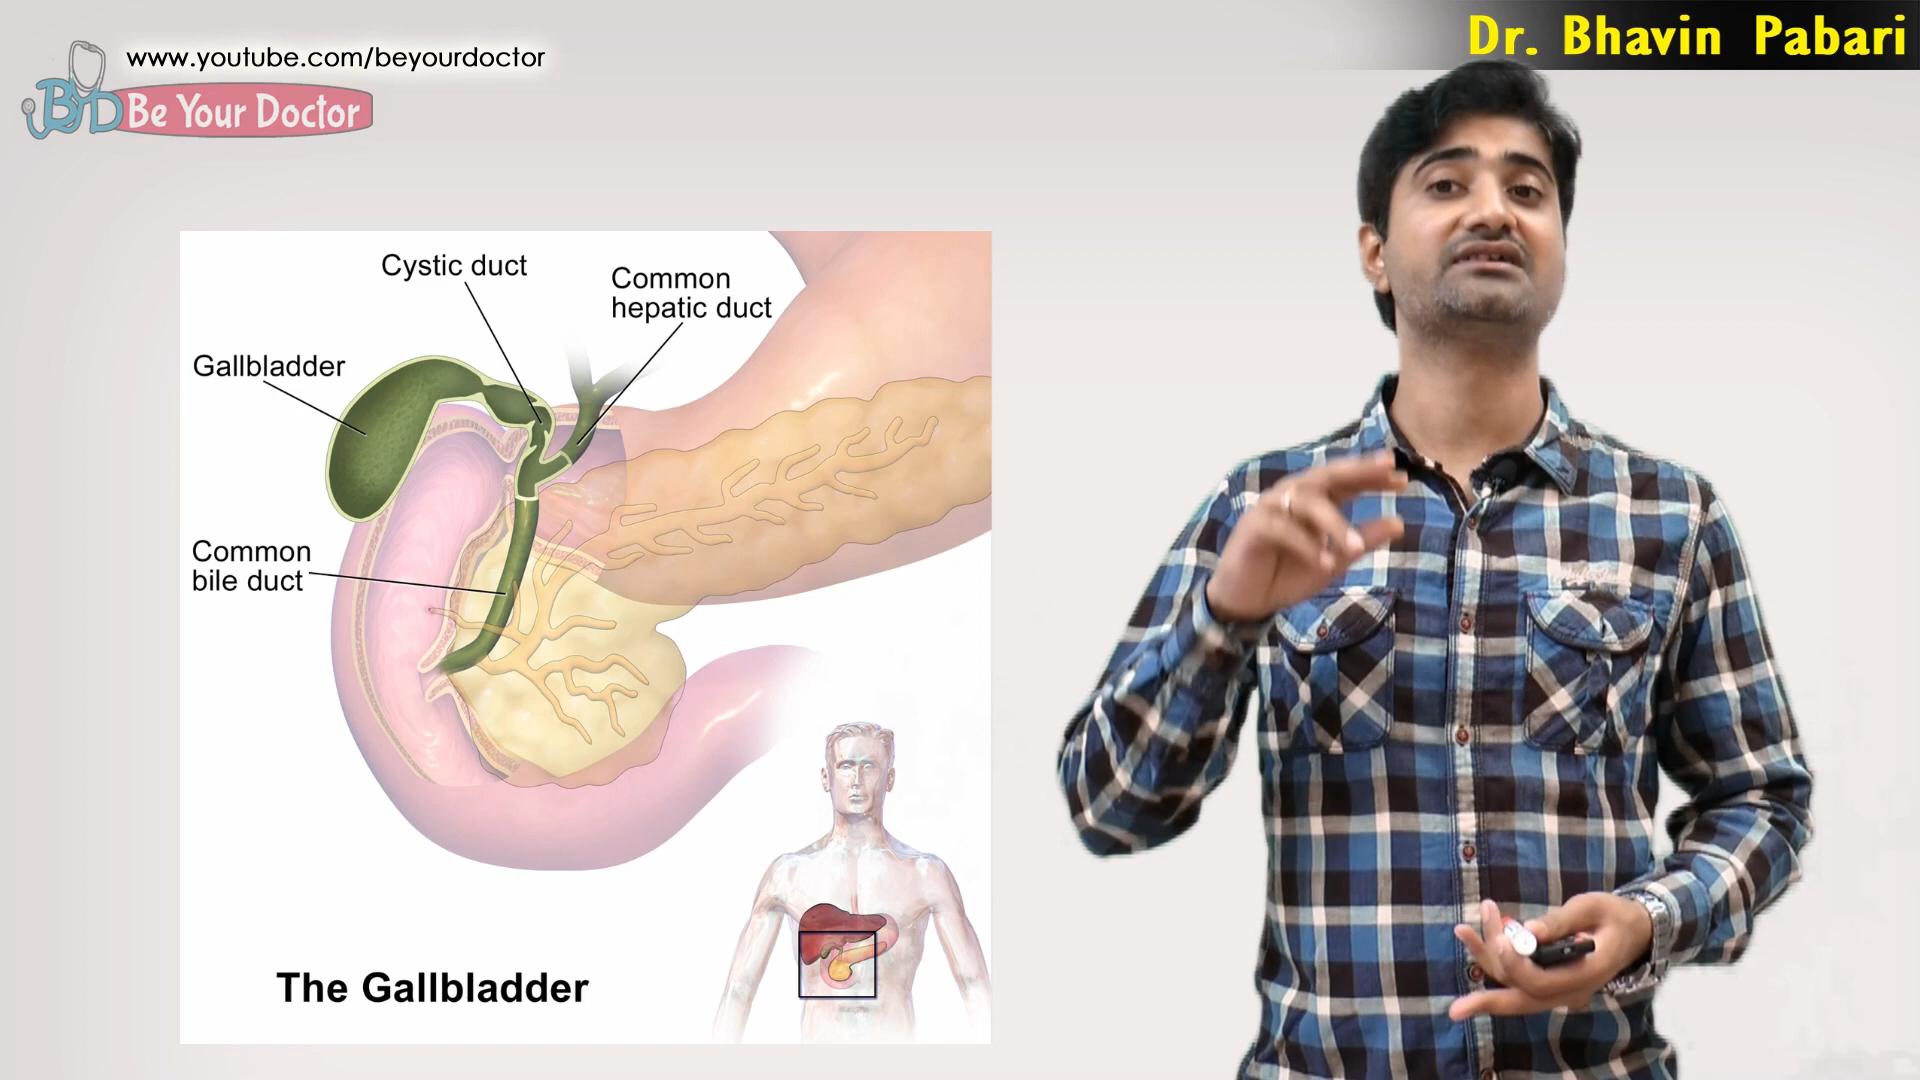 www.youtube.com/beyourdoctor
BYD Be Your Doctor
Dr. Bhavin Pabari
Cystic duct
Common
hepatic duct
Gallbladder
Common
bile duct
The Gallbladder